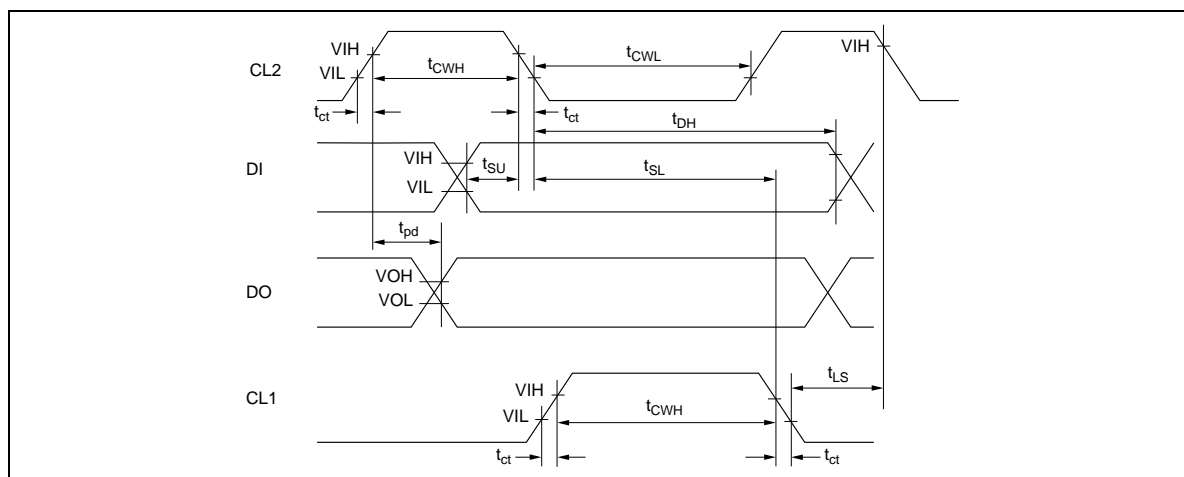 CL2
VIH
VIL
tCWH
tCWL
VIH
tct
tct
tDH
DI
VIH
VIL
tSU
tSL
tpd
DO
VOH
VOL
CL1
VIH
VIL
tCWH
tLS
tct
tct